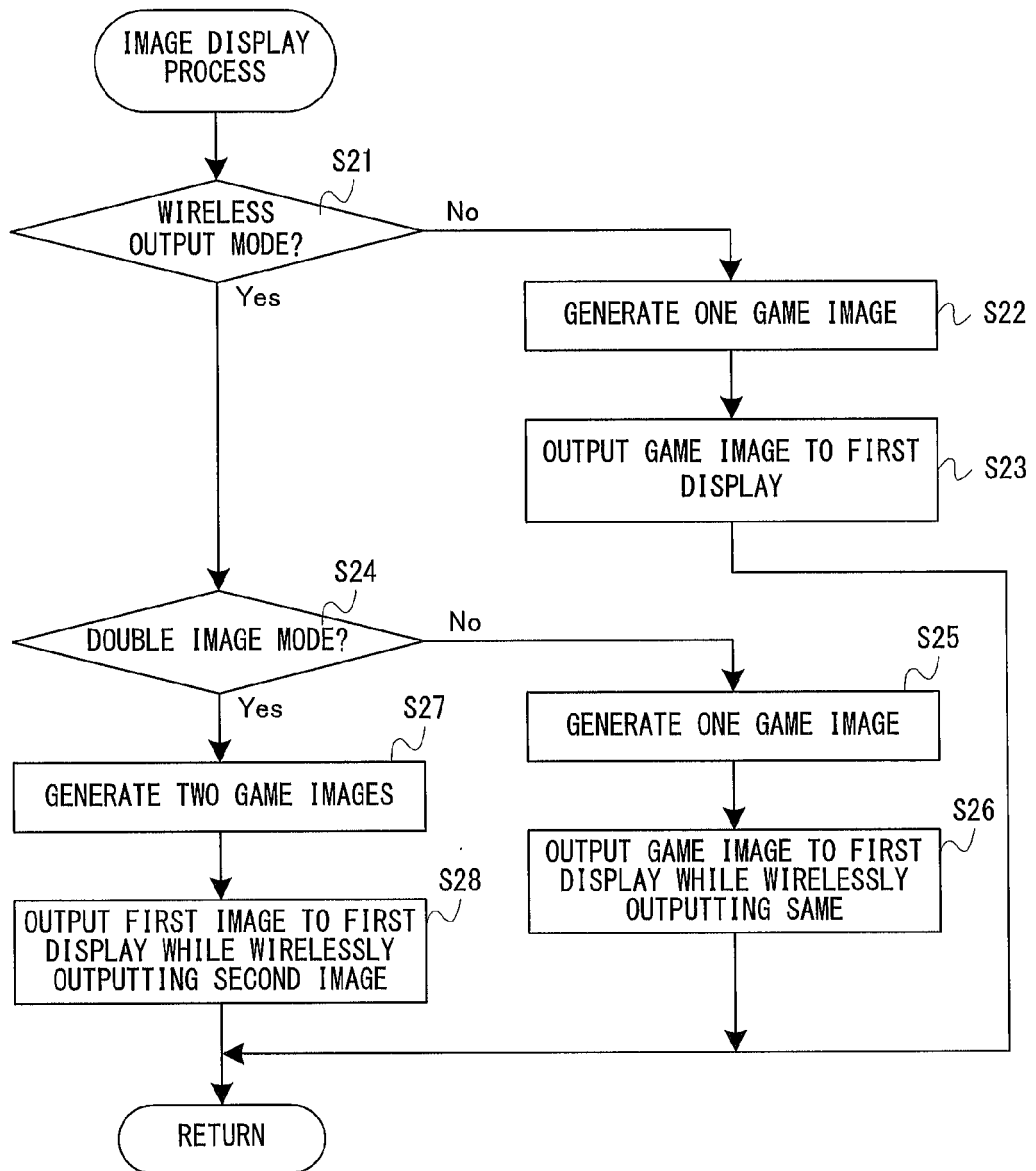 IMAGE DISPLAY
PROCESS
S21
WIRELESS
OUTPUT MODE?
No
Yes
GENERATE ONE GAME IMAGE
S22
OUTPUT GAME IMAGE TO FIRST
DISPLAY
S23
S24
DOUBLE IMAGE MODE?
No
Yes
S25
GENERATE ONE GAME IMAGE
S27
GENERATE TWO GAME IMAGES
S26
OUTPUT GAME IMAGE TO FIRST
DISPLAY WHILE WIRELESSLY
OUTPUTTING SAME
S28
OUTPUT FIRST IMAGE TO FIRST
DISPLAY WHILE WIRELESSLY
OUTPUTTING SECOND IMAGE
RETURN